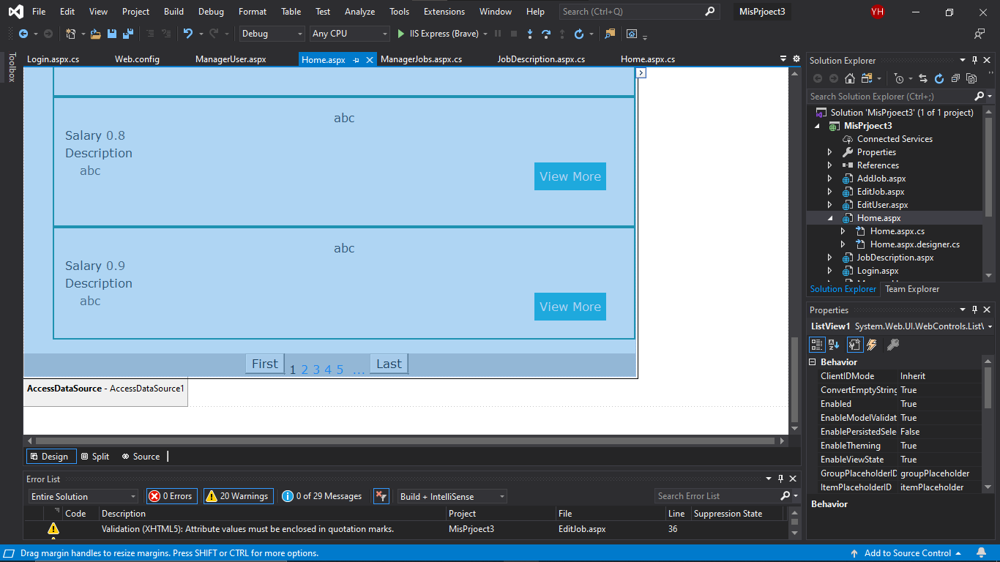 File Edit View Project Build Debug Format Table Test Analyze Tools Extensions Window Help Search (Ctrl+Q) MisPrjoect3 YH
Debug Any CPU IIS Express (Brave)
Toolbox
Login.aspx.cs Web.config ManagerUser.aspx Home.aspx ManagerJobs.aspx.cs JobDescription.aspx.cs Home.aspx.cs
abc
Salary 0.8
Description
abc
View More
abc
Salary 0.9
Description
abc
View More
First 1 2 3 4 5 ... Last
AccessDataSource - AccessDataSource1
Design Split Source
Error List
Entire Solution 0 Errors 20 Warnings 0 of 29 Messages Build + IntelliSense Search Error List
Code Description Project File Line Suppression State
Validation (XHTML5): Attribute values must be enclosed in quotation marks. MisPrjoect3 EditJob.aspx 36
Solution Explorer
Search Solution Explorer (Ctrl+;)
Solution 'MisPrjoect3' (1 of 1 project)
MisPrjoect3
Connected Services
Properties
References
AddJob.aspx
EditJob.aspx
EditUser.aspx
Home.aspx
Home.aspx.cs
Home.aspx.designer.cs
JobDescription.aspx
Login.aspx
Solution Explorer Team Explorer
Properties
ListView1 System.Web.UI.WebControls.List\
Behavior
ClientIDMode Inherit
ConvertEmptyString True
Enabled True
EnableModelValidat True
EnablePersistedSele False
EnableTheming True
EnableViewState True
GroupPlaceholderID groupPlaceholder
ItemPlaceholderID itemPlaceholder
Behavior
Drag margin handles to resize margins. Press SHIFT or CTRL for more options. Add to Source Control